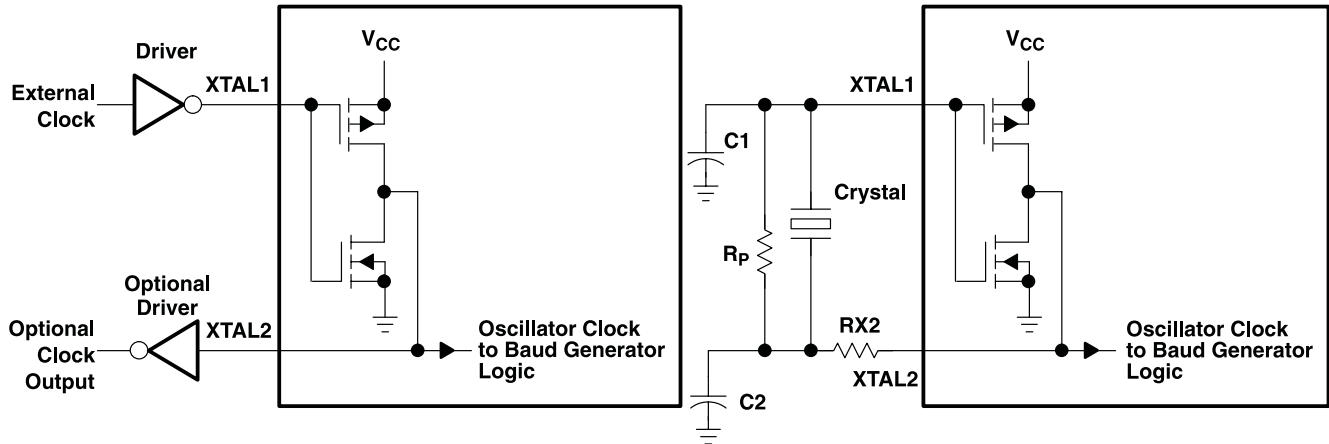 Driver
External
Clock
XTAL1
VCC
Optional
Driver
Optional
Clock
Output
XTAL2
Oscillator Clock
to Baud Generator
Logic
C1
XTAL1
VCC
Crystal
RP
RX2
XTAL2
C2
Oscillator Clock
to Baud Generator
Logic